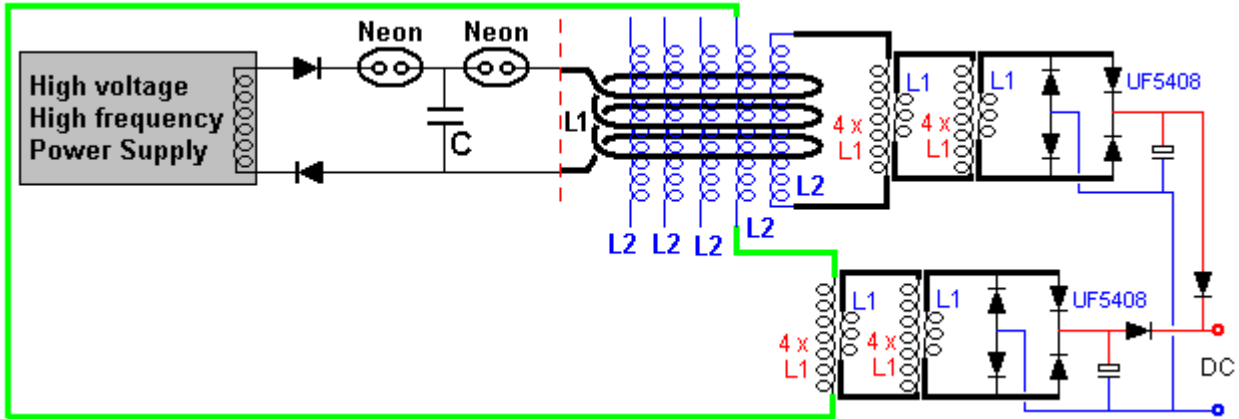 Neon
Neon
High voltage
High frequency
Power Supply
C
L1
L2
L2
L2
L2
L2
4 x
L1
L1
4 x
L1
L1
UF5408
4 x
L1
L1
4 x
L1
L1
UF5408
DC